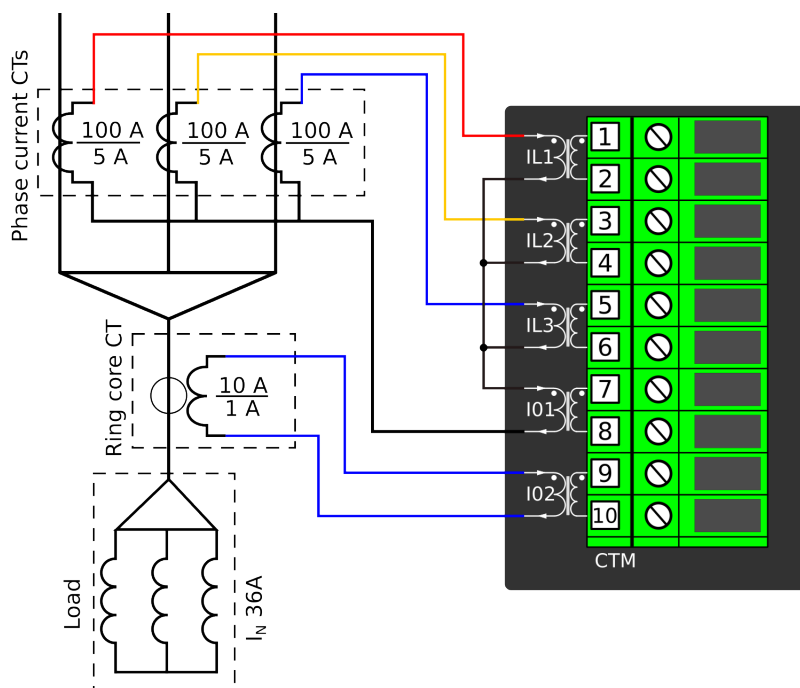 Phase current CTs
100 A
5 A
100 A
5 A
100 A
5 A
IL1
1
2
IL2
3
4
IL3
5
6
I01
7
8
I02
9
10
CTM
Ring core CT
10 A
1 A
Load
IN 36A